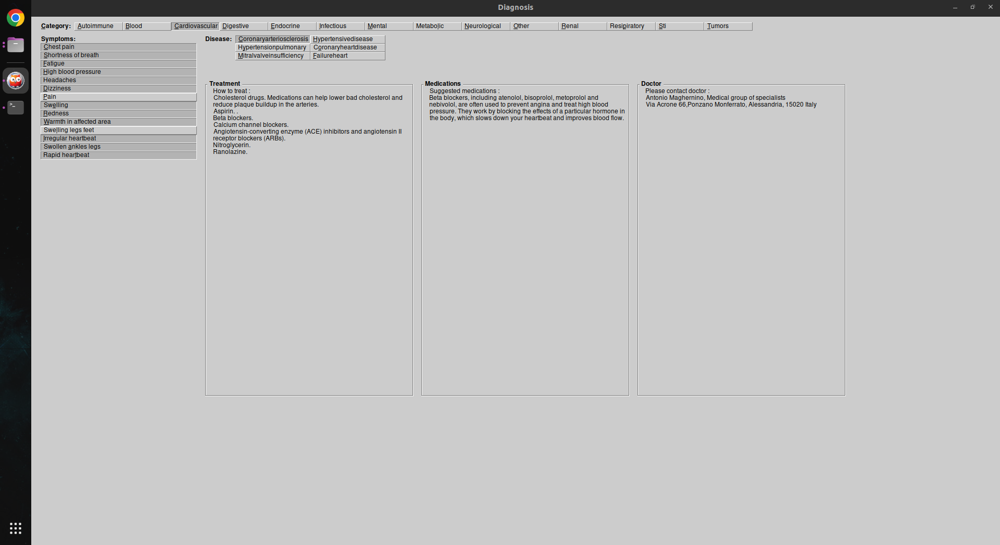 Diagnosis
Category: Autoimmune Blood Cardiovascular Digestive Endocrine Infectious Mental Metabolic Neurological Other Renal Resipiratory Sti Tumors
Symptoms:
Chest pain
Shortness of breath
Fatigue
High blood pressure
Headaches
Dizziness
Pain
Swelling
Redness
Warmth in affected area
Swelling legs feet
Irregular heartbeat
Swollen ankles legs
Rapid heartbeat
Disease: Coronaryarteriosclerosis Hypertensivedisease
Hypertensionpulmonary Coronaryheartdisease
Mitralvalveinsufficiency Failureheart
Treatment
How to treat :
Cholesterol drugs. Medications can help lower bad cholesterol and
reduce plaque buildup in the arteries.
Aspirin. .
Beta blockers.
Calcium channel blockers.
Angiotensin-converting enzyme (ACE) inhibitors and angiotensin II
receptor blockers (ARBs).
Nitroglycerin.
Ranolazine.
Medications
Suggested medications :
Beta blockers, including atenolol, bisoprolol, metoprolol and
nebivolol, are often used to prevent angina and treat high blood
pressure. They work by blocking the effects of a particular hormone in
the body, which slows down your heartbeat and improves blood flow.
Doctor
Please contact doctor :
Antonio Maghernino, Medical group of specialists
Via Acrone 66,Ponzano Monferrato, Alessandria, 15020 Italy